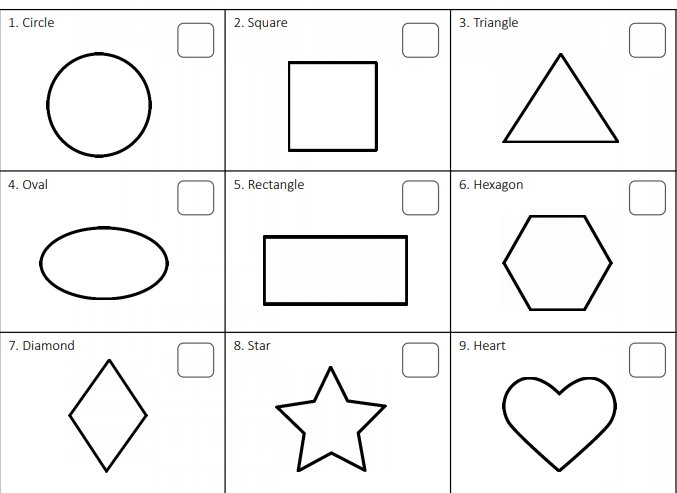 1. Circle
2. Square
3. Triangle
4. Oval
5. Rectangle
6. Hexagon
7. Diamond
8. Star
9. Heart